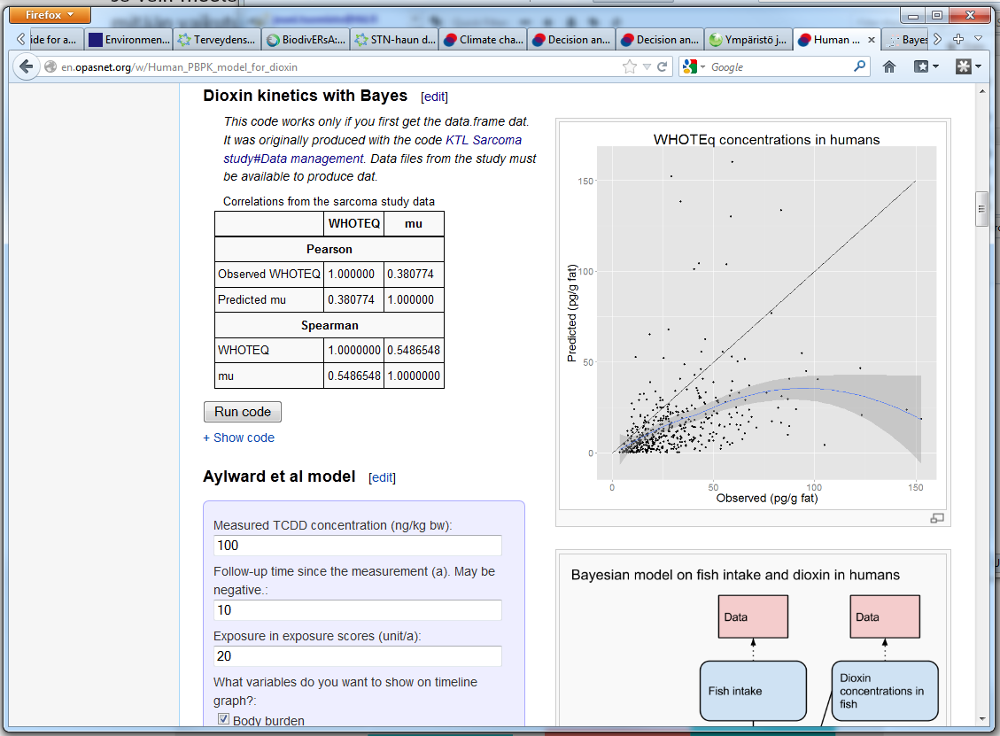 Firefox
ide for a...
Environmen...
Terveydens...
BiodivERsA:...
STN-haun d...
Climate cha...
Decision an...
Decision an...
Ympäristö j...
Human ...
Bayes
en.opasnet.org/w/Human_PBPK_model_for_dioxin
Google
Dioxin kinetics with Bayes [edit]
This code works only if you first get the data.frame dat.
It was originally produced with the code KTL Sarcoma
study#Data management. Data files from the study must
be available to produce dat.
Correlations from the sarcoma study data
WHOTEQ mu
Pearson
Observed WHOTEQ 1.000000 0.380774
Predicted mu 0.380774 1.000000
Spearman
WHOTEQ 1.0000000 0.5486548
mu 0.5486548 1.0000000
Run code
+ Show code
WHOTEq concentrations in humans
Predicted (pg/g fat)
150
100
50
0
0 50 100 150
Observed (pg/g fat)
Aylward et al model [edit]
Measured TCDD concentration (ng/kg bw):
100
Follow-up time since the measurement (a). May be
negative.:
10
Exposure in exposure scores (unit/a):
20
What variables do you want to show on timeline
graph?:
Body burden
Bayesian model on fish intake and dioxin in humans
Data
Data
Fish intake
Dioxin
concentrations in
fish